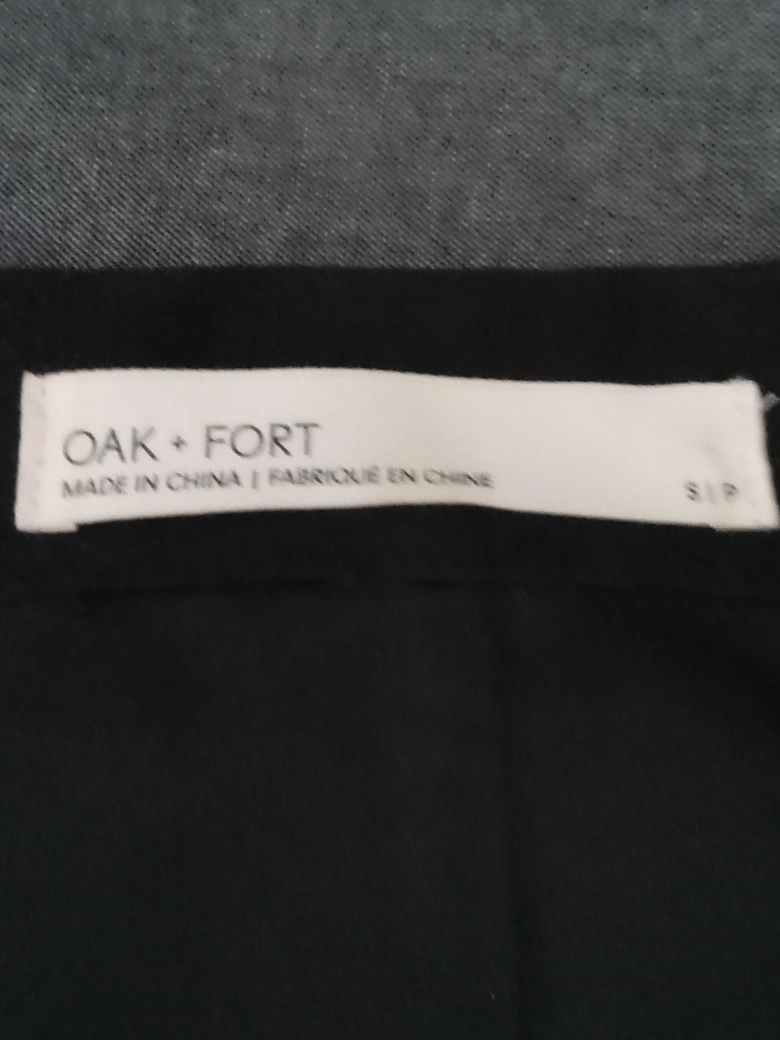 OAK + FORT
MADE IN CHINA | FABRIQUÉ EN CHINE
S | P